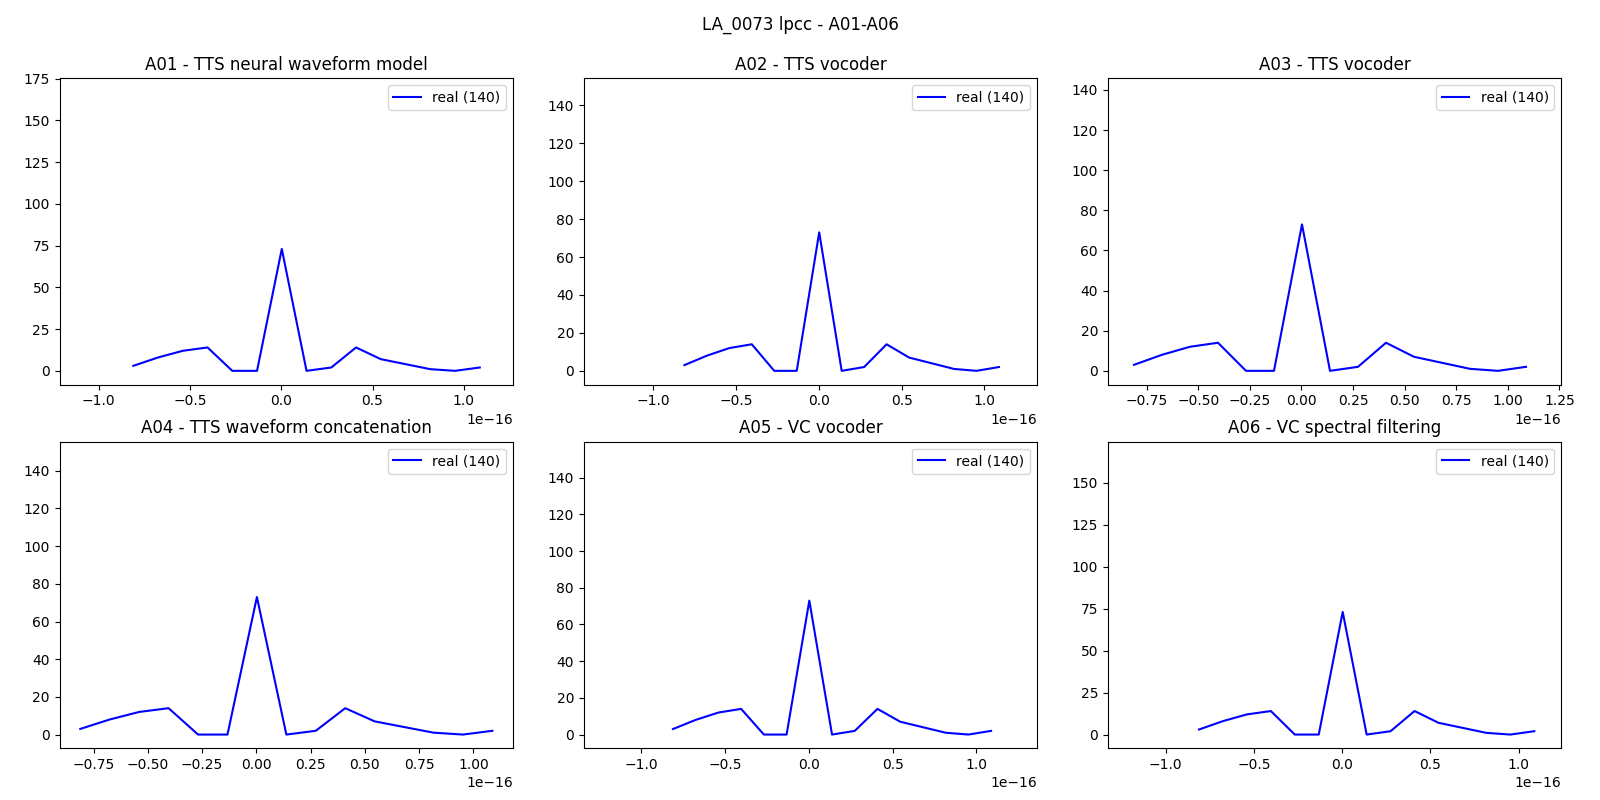 LA_0073 lpcc - A01-A06
A01 - TTS neural waveform model
175
150
125
100
75
50
25
0
real (140)
−1.0 −0.5 0.0 0.5 1.0
1e−16
A02 - TTS vocoder
140
120
100
80
60
40
20
0
real (140)
−1.0 −0.5 0.0 0.5 1.0
1e−16
A03 - TTS vocoder
140
120
100
80
60
40
20
0
real (140)
−0.75 −0.50 −0.25 0.00 0.25 0.50 0.75 1.00 1.25
1e−16
A04 - TTS waveform concatenation
140
120
100
80
60
40
20
0
real (140)
−0.75 −0.50 −0.25 0.00 0.25 0.50 0.75 1.00
1e−16
A05 - VC vocoder
140
120
100
80
60
40
20
0
real (140)
−1.0 −0.5 0.0 0.5 1.0
1e−16
A06 - VC spectral filtering
150
125
100
75
50
25
0
real (140)
−1.0 −0.5 0.0 0.5 1.0
1e−16